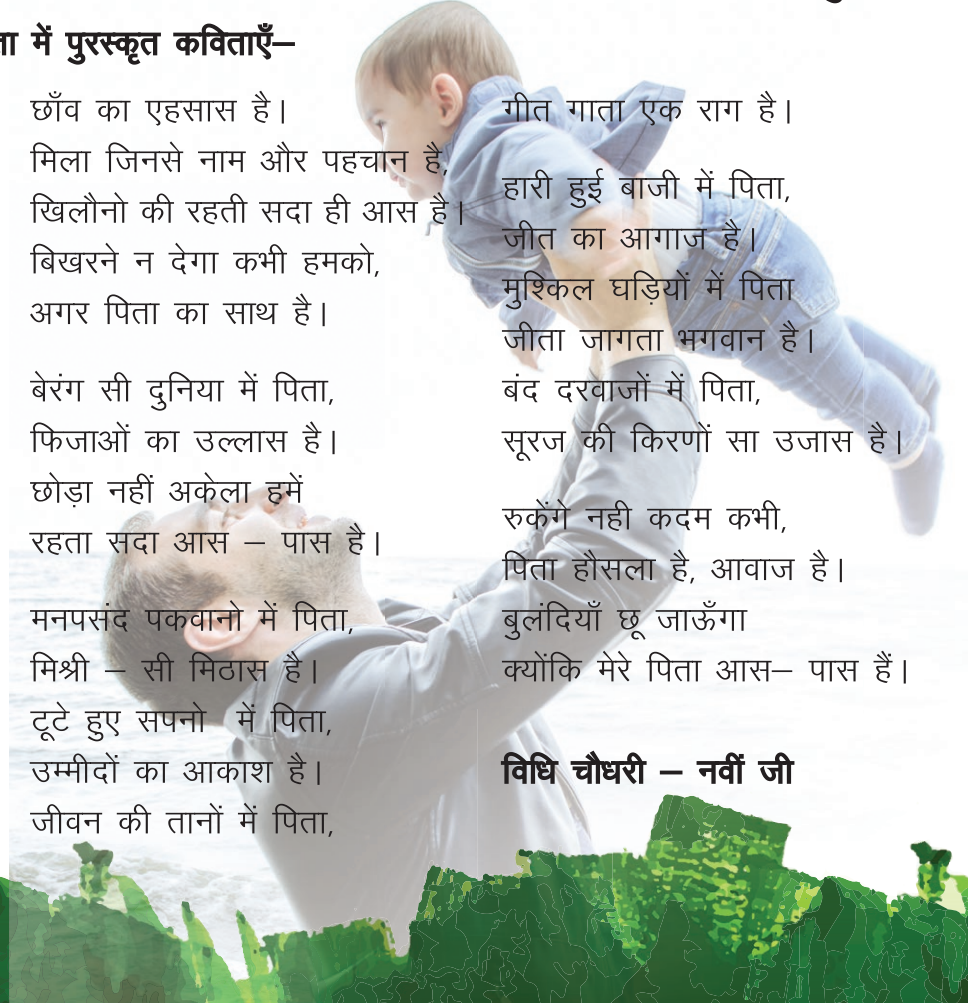 में पुरस्कृत कविताएँ–
छाँव का एहसास है।
मिला जिनसे नाम और पहचान है,
खिलौनो की रहती सदा ही आस है।
बिखरने न देगा कभी हमको,
अगर पिता का साथ है।
बेरंग सी दुनिया में पिता,
फिजाओं का उल्लास है।
छोड़ा नहीं अकेला हमें
रहता सदा आस – पास है।
मनपसंद पकवानो में पिता,
मिश्री – सी मिठास है।
टूटे हुए सपनो में पिता,
उम्मीदों का आकाश है।
जीवन की तानों में पिता,
गीत गाता एक राग है।
हारी हुई बाजी में पिता,
जीत का आगाज है।
मुश्किल घड़ियों में पिता
जीता जागता भगवान है।
बंद दरवाजों में पिता,
सूरज की किरणों सा उजास है।
रुकेंगे नही कदम कभी,
पिता हौसला है, आवाज है।
बुलंदियाँ छू जाऊँगा
क्योंकि मेरे पिता आस– पास हैं।
विधि चौधरी – नवीं जी